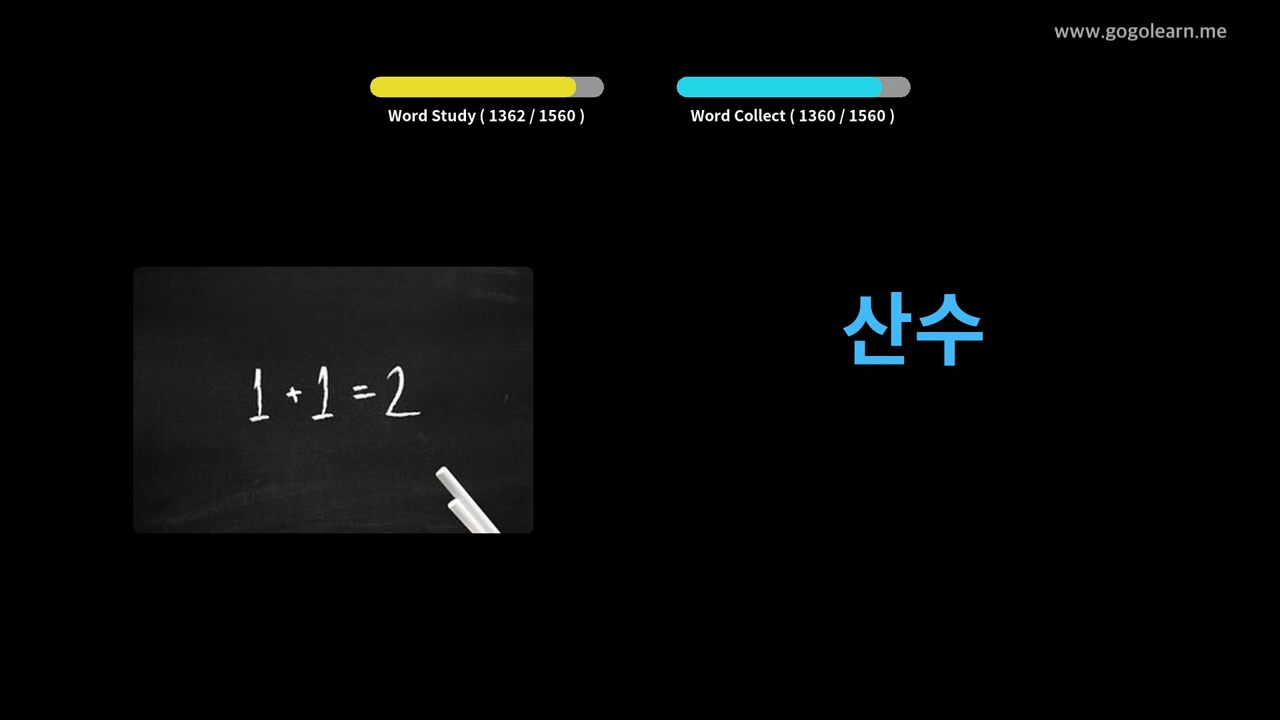 www.gogolearn.me
Word Study ( 1362 / 1560 )
Word Collect ( 1360 / 1560 )
산수
1 + 1 = 2